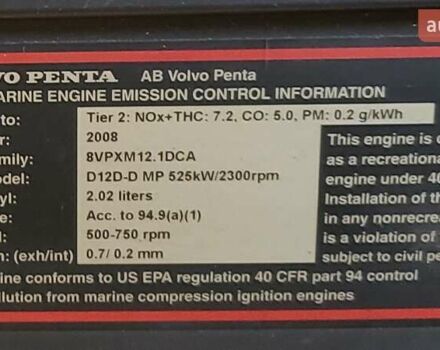 VO PENTA AB Volvo Penta
MARINE ENGINE EMISSION CONTROL INFORMATION
to: Tier 2: NOx+THC: 7.2, CO: 5.0, PM: 0.2 g/kWh
r: 2008
mily: 8VPXM12.1DCA
odel: D12D-D MP 525kW/2300rpm
yl: 2.02 liters
e: Acc. to 94.9(a)(1)
l: 500-750 rpm
n: (exh/int) 0.7/ 0.2 mm
This engine is c
as a recreationa
engine under 40
Installation of th
in any nonrecrea
is a violation of
subject to civil pe
ine conforms to US EPA regulation 40 CFR part 94 control
llution from marine compression ignition engines
au